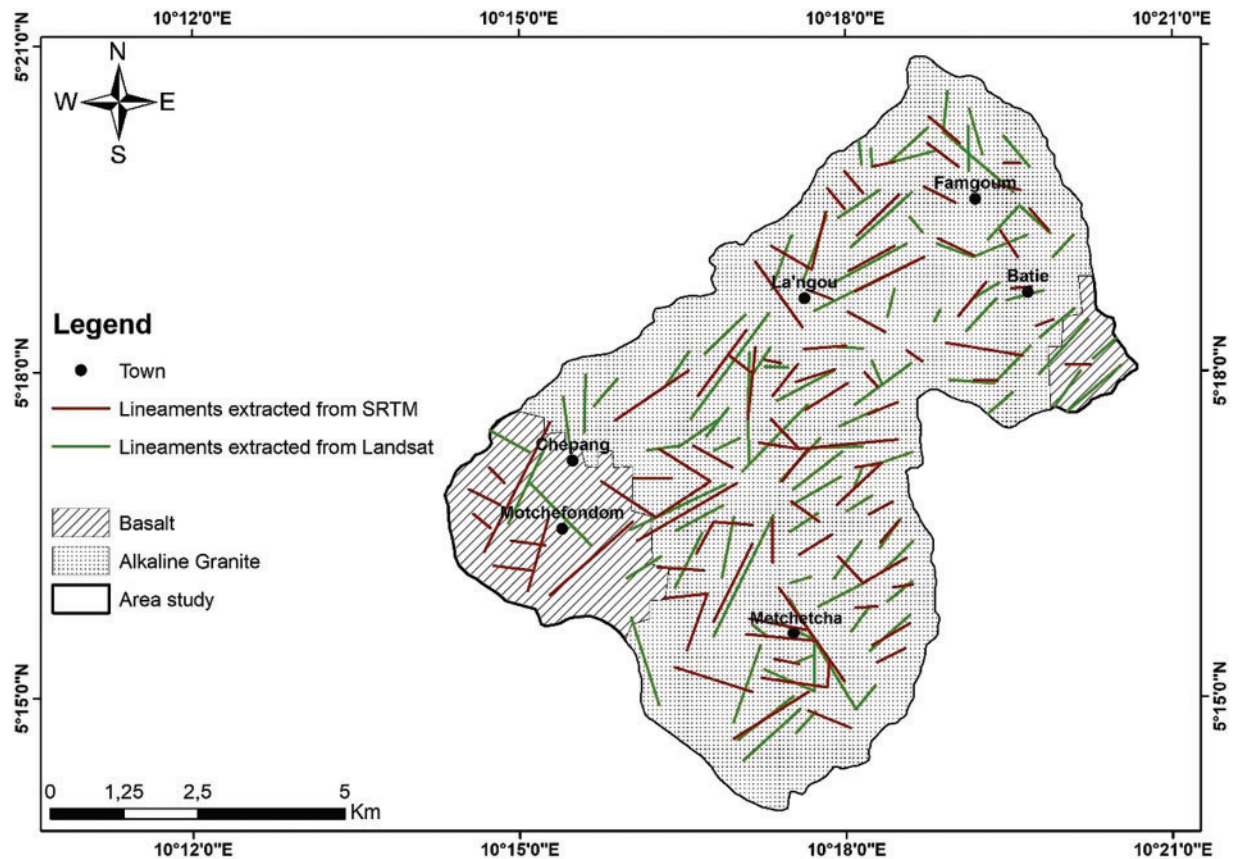 10°12'0"E 10°15'0"E 10°18'0"E 10°21'0"E
5°21'0"N
N
W E
S
Famgoum
La'ngou
Batie
Legend
Town
5°18'0"N 5°18'0"N
Lineaments extracted from SRTM
Lineaments extracted from Landsat
Chepang
Motchefondom
Basalt
Alkaline Granite
Area study
Metchetcha
5°15'0"N 5°15'0"N
0 1,25 2,5 5
Km
10°12'0"E 10°15'0"E 10°18'0"E 10°21'0"E